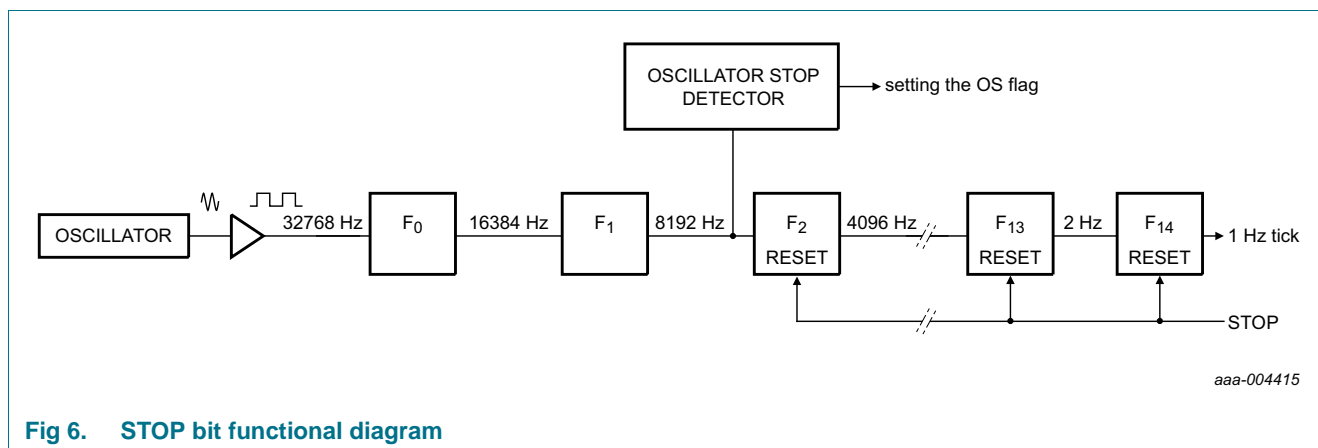 OSCILLATOR STOP
DETECTOR
setting the OS flag
OSCILLATOR
32768 Hz
F0
16384 Hz
F1
8192 Hz
F2
RESET
4096 Hz
F13
RESET
2 Hz
F14
RESET
1 Hz tick
STOP
aaa-004415
Fig 6. STOP bit functional diagram